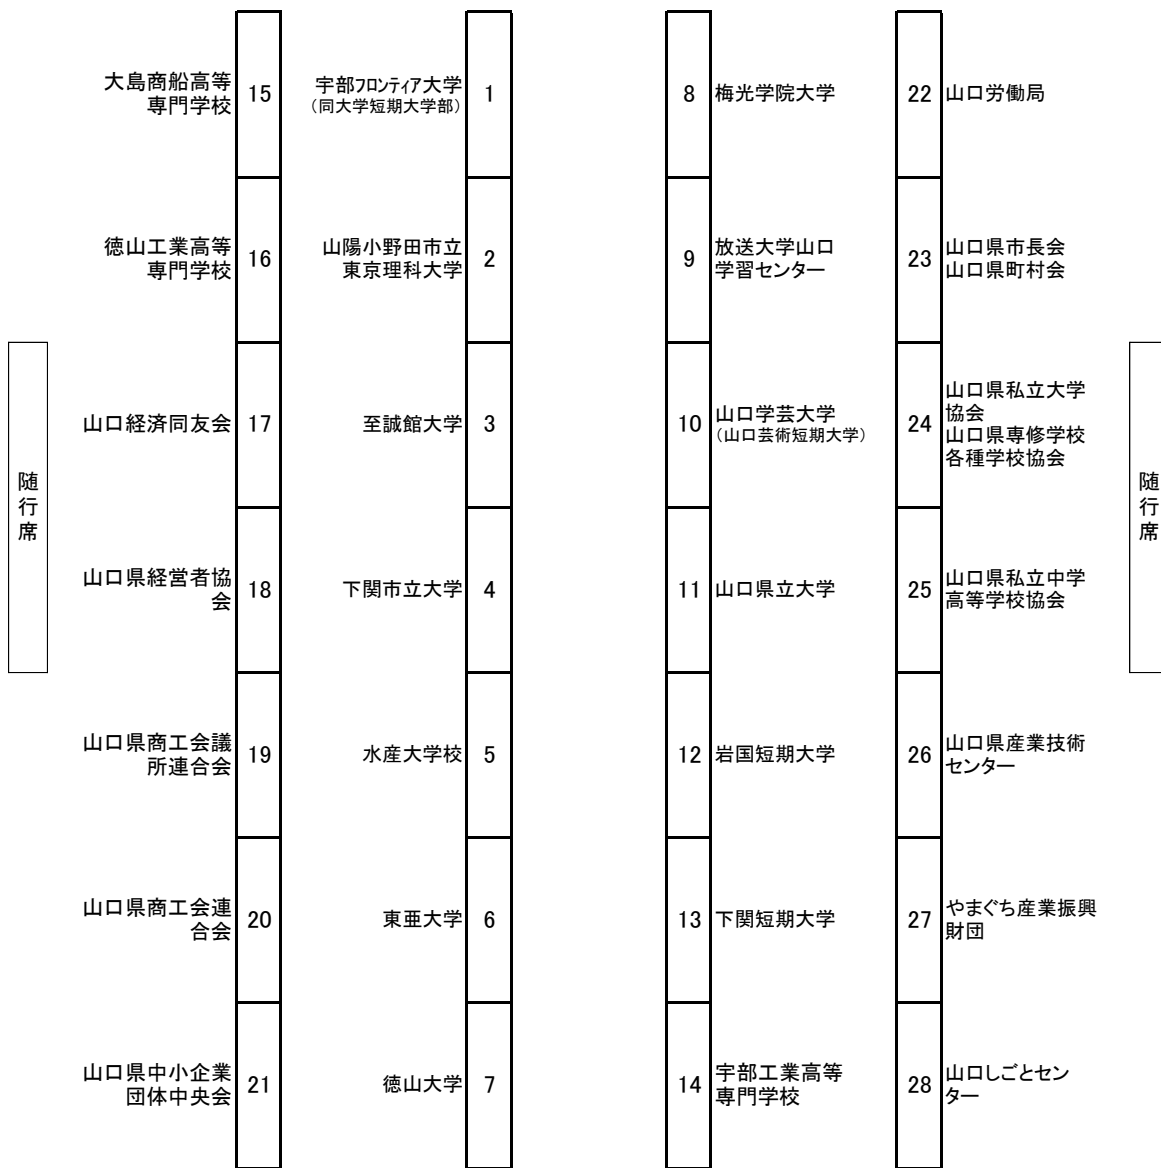 大島商船高等
専門学校
15
宇部フロンティア大学
（同大学短期大学部）
1
8
梅光学院大学
22
山口労働局
徳山工業高等
専門学校
16
山陽小野田市立
東京理科大学
2
9
放送大学山口
学習センター
23
山口県市長会
山口県町村会
随行席
山口経済同友会
17
至誠館大学
3
10
山口学芸大学
（山口芸術短期大学）
24
山口県私立大学
協会
山口県専修学校
各種学校協会
随行席
山口県経営者協
会
18
下関市立大学
4
11
山口県立大学
25
山口県私立中学
高等学校協会
山口県商工会議
所連合会
19
水産大学校
5
12
岩国短期大学
26
山口県産業技術
センター
山口県商工会連
合会
20
東亜大学
6
13
下関短期大学
27
やまぐち産業振興
財団
山口県中小企業
団体中央会
21
徳山大学
7
14
宇部工業高等
専門学校
28
山口しごとセン
ター